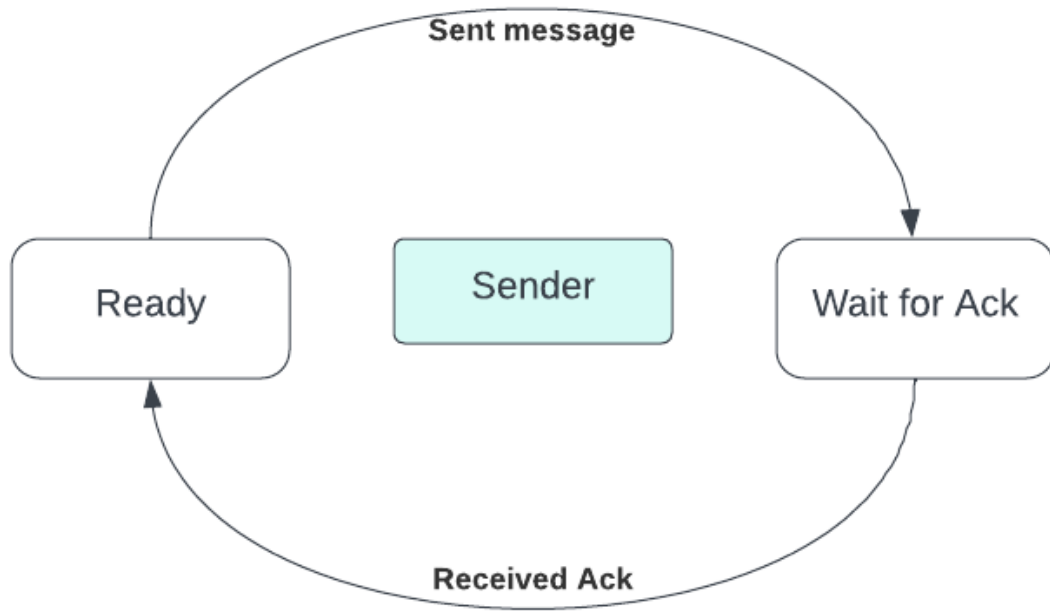 Sent message
Ready
Sender
Wait for Ack
Received Ack